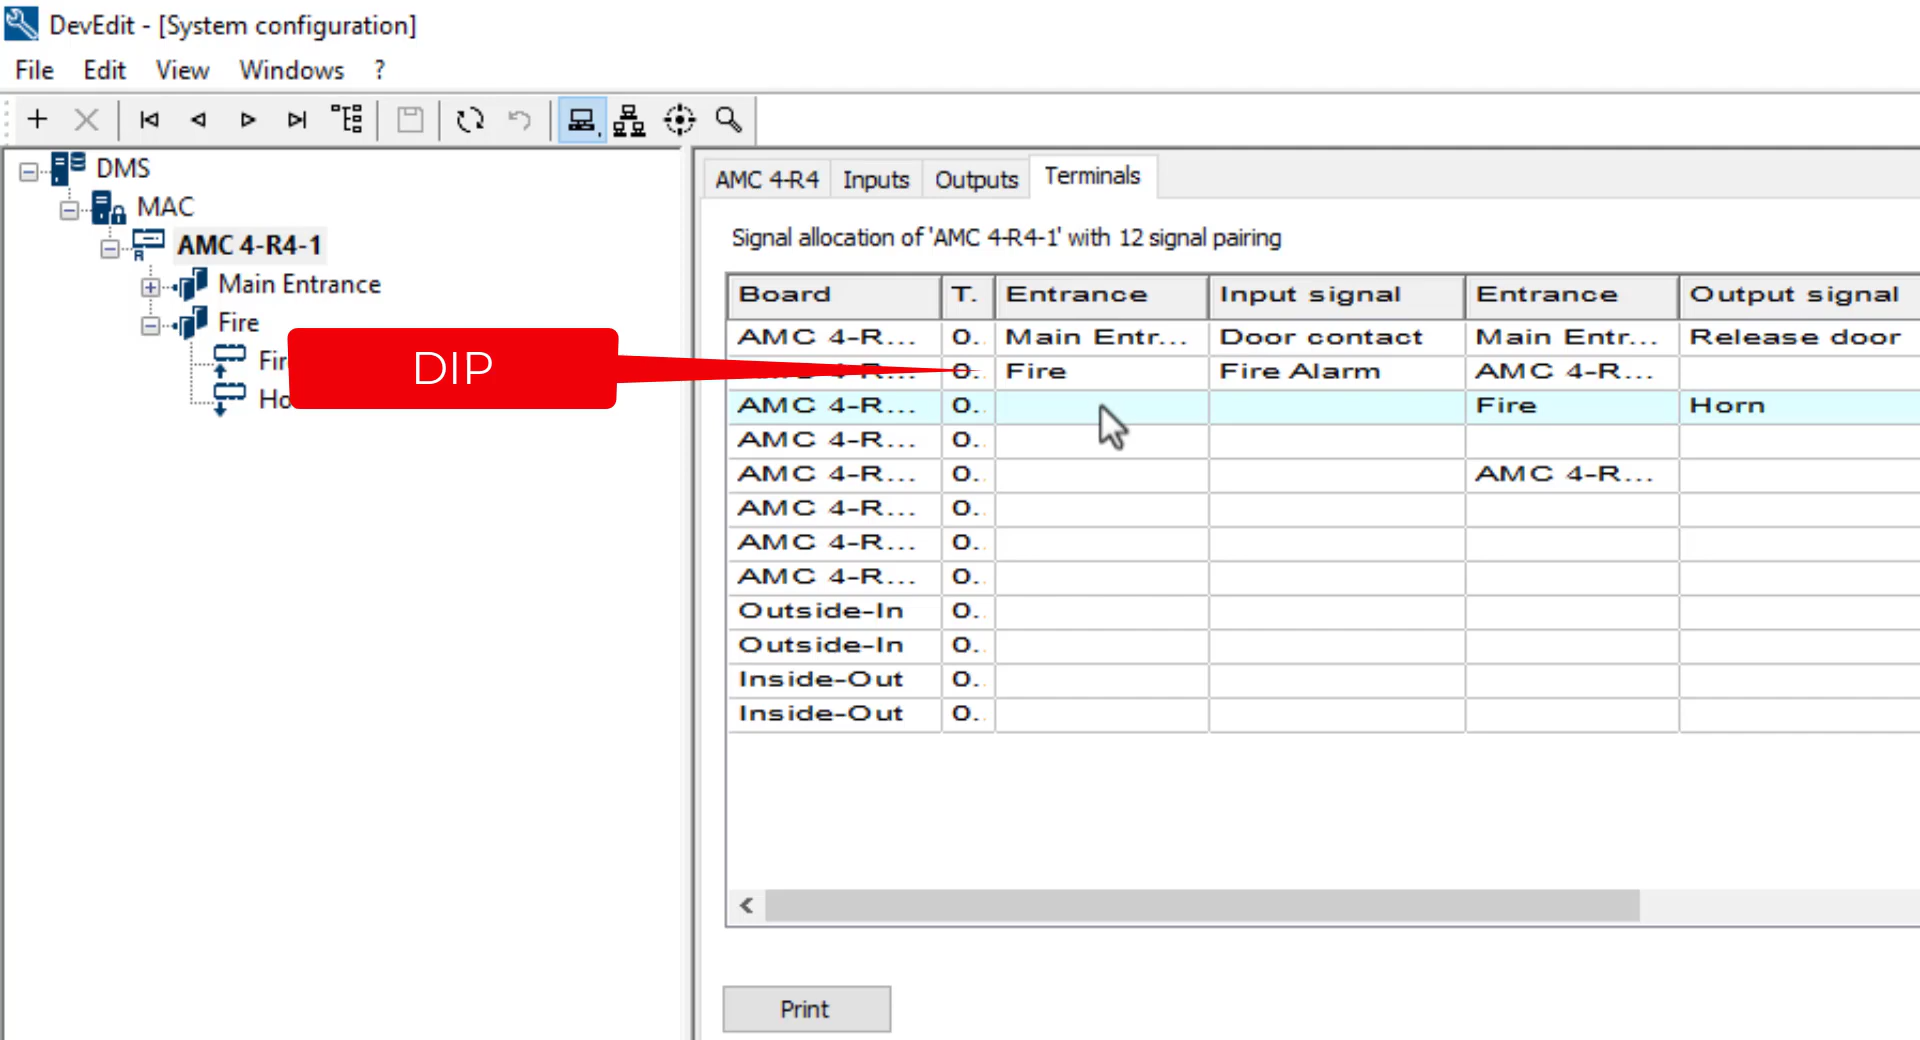 DevEdit - [System configuration]
File Edit View Windows ?
DMS
MAC
AMC 4-R4-1
Main Entrance
Fire
DIP
AMC 4-R4 Inputs Outputs Terminals
Signal allocation of 'AMC 4-R4-1' with 12 signal pairing
Board T. Entrance Input signal Entrance Output signal
AMC 4-R... 0. Main Entr... Door contact Main Entr... Release door
AMC 4-R... 0. Fire Fire Alarm AMC 4-R...
AMC 4-R... 0. Fire Horn
AMC 4-R... 0.
AMC 4-R... 0. AMC 4-R...
AMC 4-R... 0.
AMC 4-R... 0.
AMC 4-R... 0.
Outside-In 0.
Outside-In 0.
Inside-Out 0.
Inside-Out 0.
Print